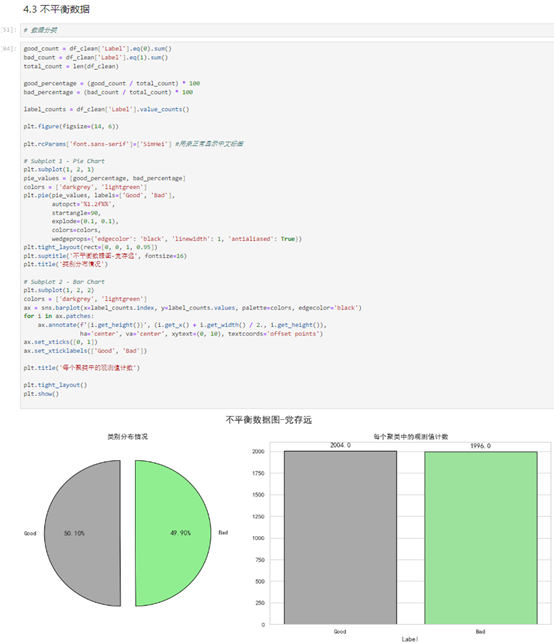 4.3 不平衡数据
[51]:
# 数据分类
[84]:
good_count = df_clean['Label'].eq(0).sum()
bad_count = df_clean['Label'].eq(1).sum()
total_count = len(df_clean)
good_percentage = (good_count / total_count) * 100
bad_percentage = (bad_count / total_count) * 100
label_counts = df_clean['Label'].value_counts()
plt.figure(figsize=(14, 6))
plt.rcParams['font.sans-serif']=['SimHei'] #用来正常显示中文标签
# Subplot 1 - Pie Chart
plt.subplot(1, 2, 1)
pie_values = [good_percentage, bad_percentage]
colors = ['darkgrey', 'lightgreen']
plt.pie(pie_values, labels=['Good', 'Bad'],
autopct='%1.2f%%',
startangle=90,
explode=(0.1, 0.1),
colors=colors,
wedgeprops={'edgecolor': 'black', 'linewidth': 1, 'antialiased': True})
plt.tight_layout(rect=[0, 0, 1, 0.95])
plt.suptitle('不平衡数据图-党存远', fontsize=16)
plt.title('类别分布情况')
# Subplot 2 - Bar Chart
plt.subplot(1, 2, 2)
colors = ['darkgrey', 'lightgreen']
ax = sns.barplot(x=label_counts.index, y=label_counts.values, palette=colors, edgecolor='black')
for i in ax.patches:
ax.annotate(f'{i.get_height()}', (i.get_x() + i.get_width() / 2., i.get_height()),
ha='center', va='center', xytext=(0, 10), textcoords='offset points')
ax.set_xticks([0, 1])
ax.set_xticklabels(['Good', 'Bad'])
plt.title('每个聚类中的观测值计数')
plt.tight_layout()
plt.show()
不平衡数据图-党存远
类别分布情况
Good
50.10%
49.90%
Bad
每个聚类中的观测值计数
2004.0
1996.0
2000
1750
1500
1250
1000
750
500
250
0
Good
Bad
Label